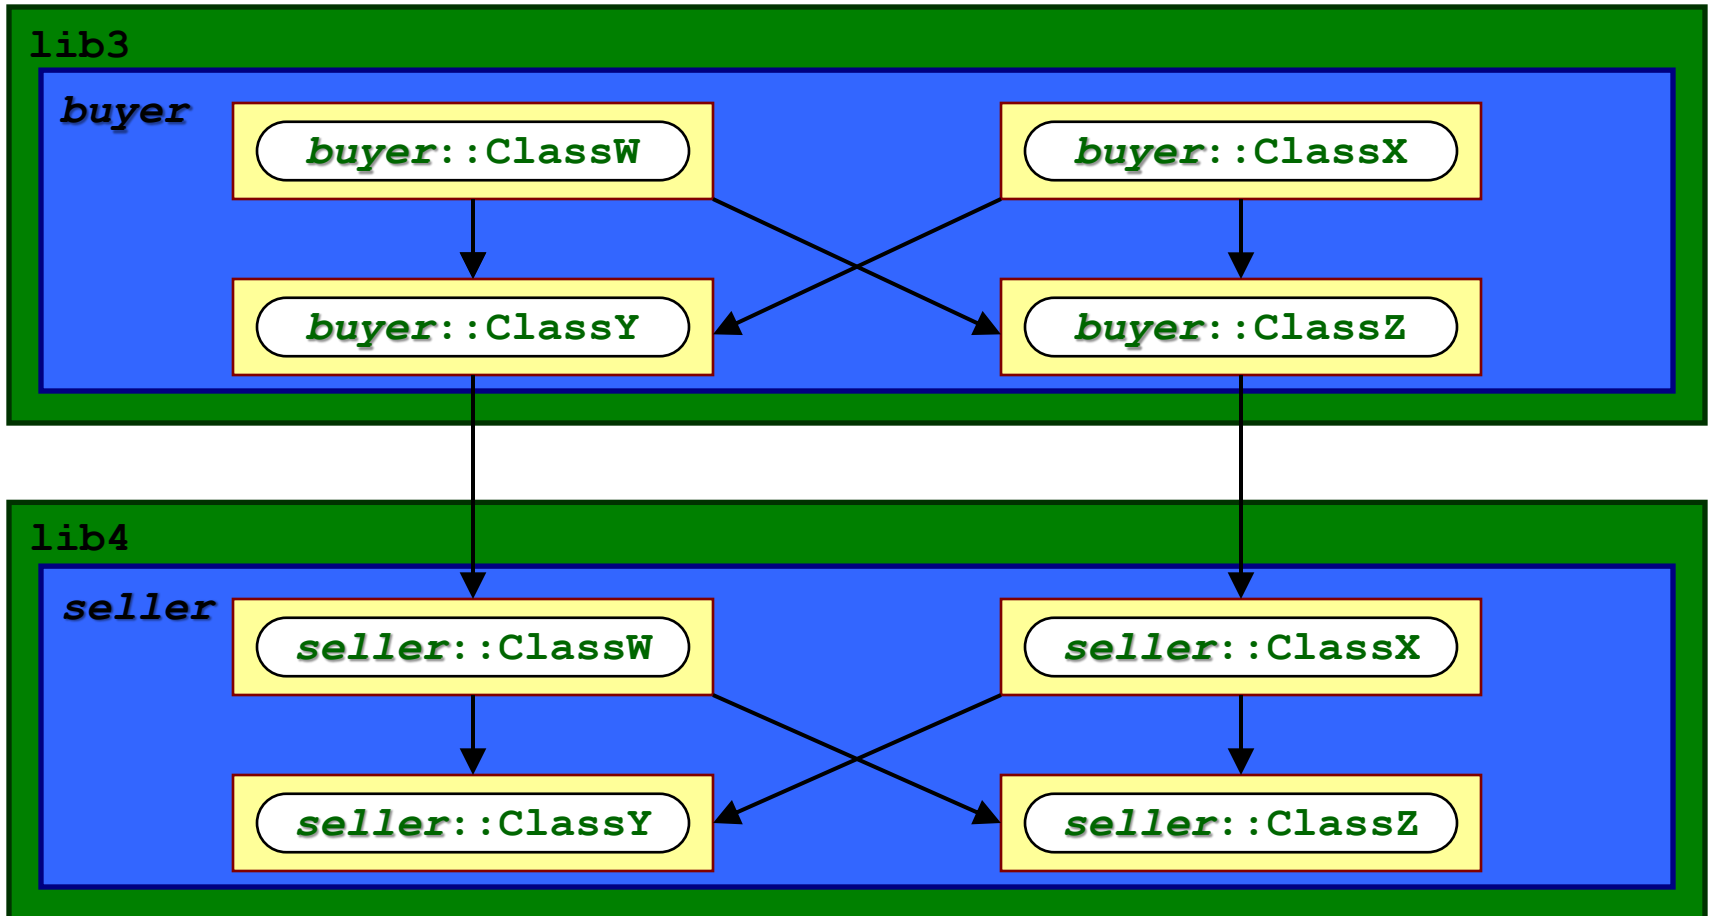 lib3
buyer
buyer::ClassW
buyer::ClassX
buyer::ClassY
buyer::ClassZ
lib4
seller
seller::ClassW
seller::ClassX
seller::ClassY
seller::ClassZ